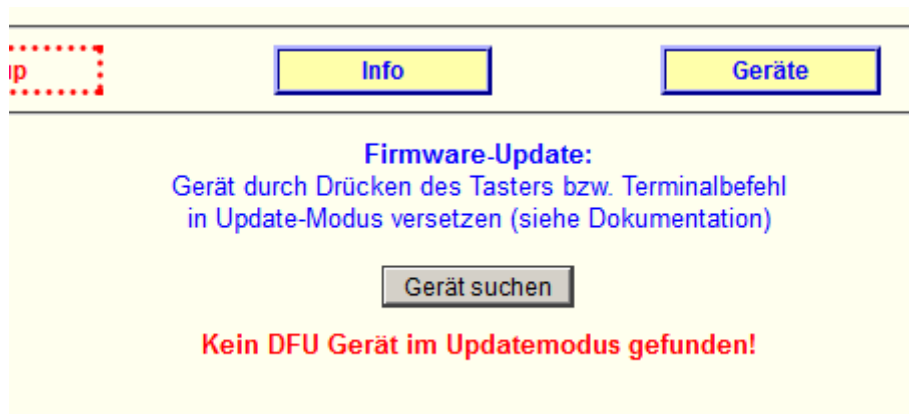 up
Info
Geräte
Firmware-Update:
Gerät durch Drücken des Tasters bzw. Terminalbefehl
in Update-Modus versetzen (siehe Dokumentation)
Gerät suchen
Kein DFU Gerät im Updatemodus gefunden!